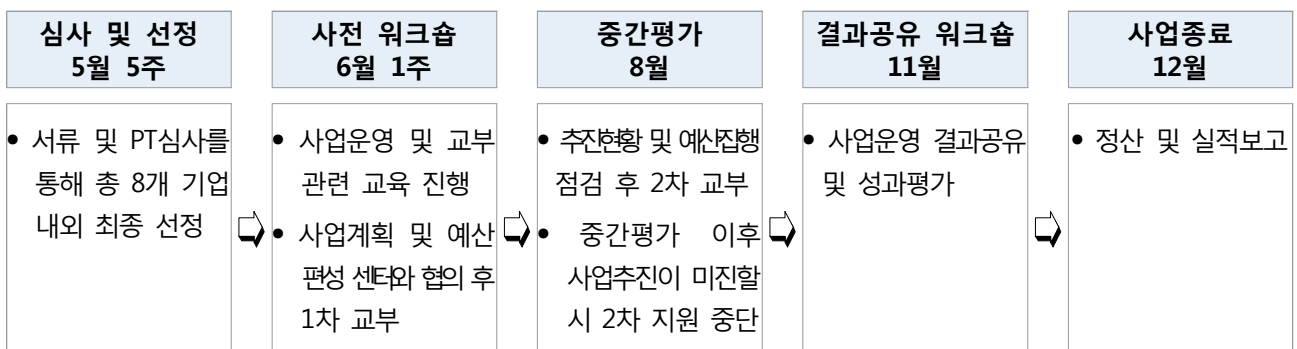 심사 및 선정
5월 5주
사전 워크숍
6월 1주
중간평가
8월
결과공유 워크숍
11월
사업종료
12월
• 서류 및 PT심사를
통해 총 8개 기업
내외 최종 선정
• 사업운영 및 교부
관련 교육 진행
• 사업계획 및 예산
편성 센터와 협의 후
1차 교부
• 추진현황 및 예산집행
점검 후 2차 교부
• 중간평가 이후
사업추진이 미진할
시 2차 지원 중단
• 사업운영 결과공유
및 성과평가
• 정산 및 실적보고